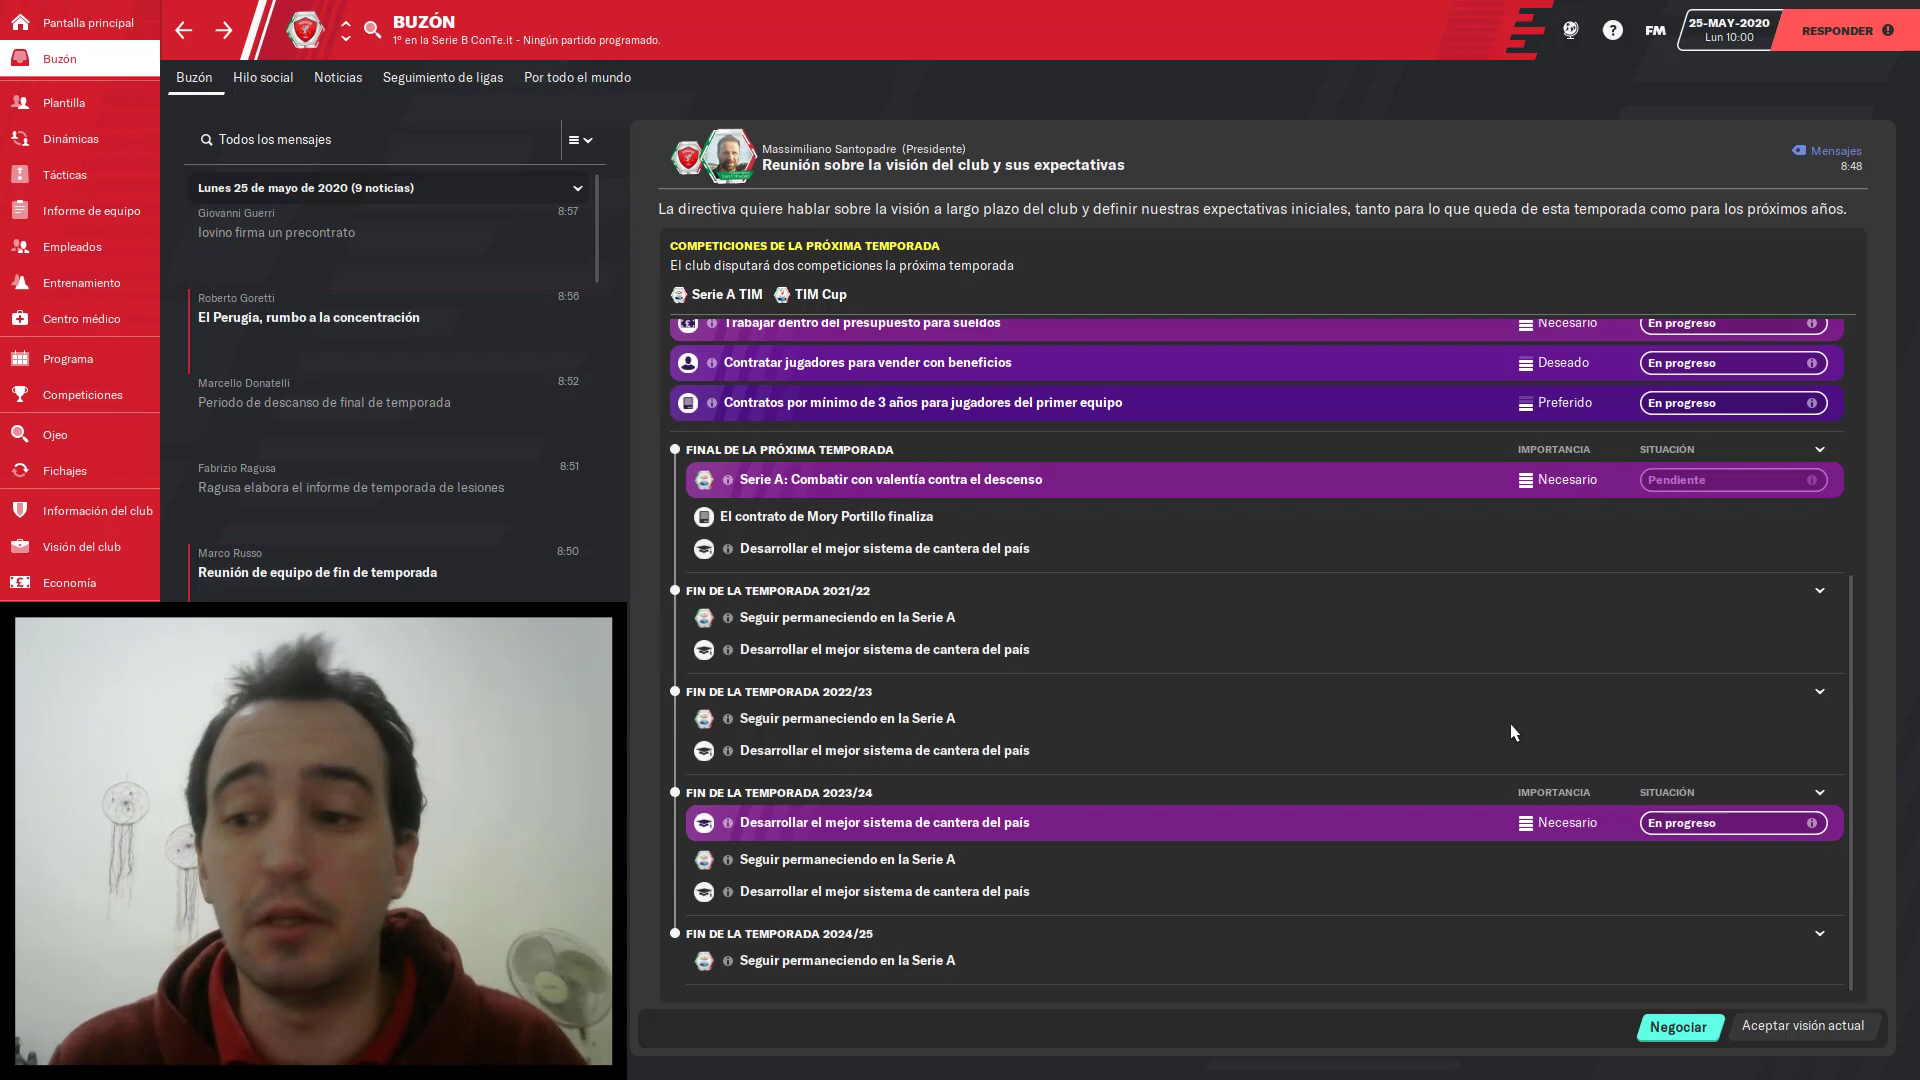 Pantalla principal
Buzón
Plantilla
Dinámicas
Tácticas
Informe de equipo
Empleados
Entrenamiento
Centro médico
Programa
Competiciones
Ojeo
Fichajes
Información del club
Visión del club
Economía
BUZÓN
1º en la Serie B ConTe.it - Ningún partido programado.
FM
25-MAY-2020
Lun 10:00
RESPONDER
Buzón
Hilo social
Noticias
Seguimiento de ligas
Por todo el mundo
Todos los mensajes
Lunes 25 de mayo de 2020 (9 noticias)
Giovanni Guerri 8:57
Iovino firma un precontrato
Roberto Goretti 8:56
El Perugia, rumbo a la concentración
Marcello Donatelli 8:52
Periodo de descanso de final de temporada
Fabrizio Ragusa 8:51
Ragusa elabora el informe de temporada de lesiones
Marco Russo 8:50
Reunión de equipo de fin de temporada
Massimiliano Santopadre (Presidente)
Reunión sobre la visión del club y sus expectativas
Mensajes
8:48
La directiva quiere hablar sobre la visión a largo plazo del club y definir nuestras expectativas iniciales, tanto para lo que queda de esta temporada como para los próximos años.
COMPETICIONES DE LA PRÓXIMA TEMPORADA
El club disputará dos competiciones la próxima temporada
Serie A TIM TIM Cup
Trabajar dentro del presupuesto para sueldos Necesario En progreso
Contratar jugadores para vender con beneficios Deseado En progreso
Contratos por mínimo de 3 años para jugadores del primer equipo Preferido En progreso
FINAL DE LA PRÓXIMA TEMPORADA IMPORTANCIA SITUACIÓN
Serie A: Combatir con valentía contra el descenso Necesario Pendiente
El contrato de Mory Portillo finaliza
Desarrollar el mejor sistema de cantera del país
FIN DE LA TEMPORADA 2021/22
Seguir permaneciendo en la Serie A
Desarrollar el mejor sistema de cantera del país
FIN DE LA TEMPORADA 2022/23
Seguir permaneciendo en la Serie A
Desarrollar el mejor sistema de cantera del país
FIN DE LA TEMPORADA 2023/24 IMPORTANCIA SITUACIÓN
Desarrollar el mejor sistema de cantera del país Necesario En progreso
Seguir permaneciendo en la Serie A
Desarrollar el mejor sistema de cantera del país
FIN DE LA TEMPORADA 2024/25
Seguir permaneciendo en la Serie A
Negociar
Aceptar visión actual